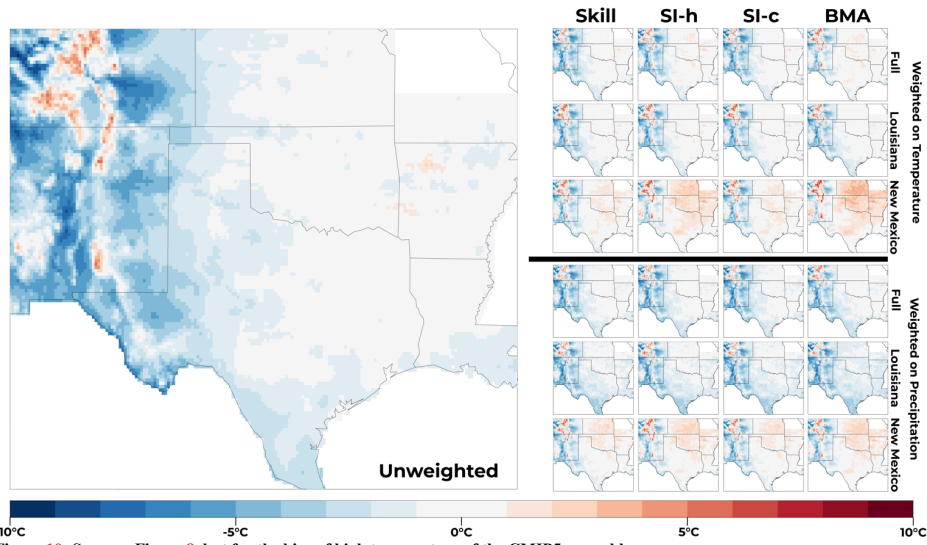 Skill SI-h SI-c BMA
Full
Louisiana
New Mexico
Weighted on Temperature
Full
Louisiana
New Mexico
Weighted on Precipitation
Unweighted
10°C -5°C 0°C 5°C 10°C